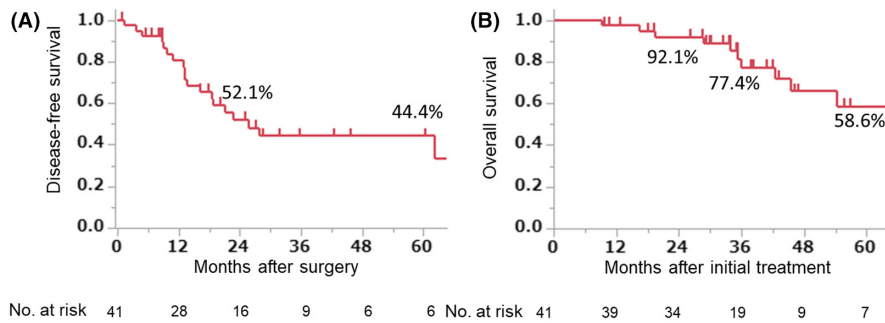 (A)
Disease-free survival
1.0
0.8
0.6
0.4
0.2
0.0
52.1%
44.4%
0 12 24 36 48 60
Months after surgery
No. at risk 41 28 16 9 6 6
(B)
Overall survival
1.0
0.8
0.6
0.4
0.2
0.0
92.1%
77.4%
58.6%
0 12 24 36 48 60
Months after initial treatment
No. at risk 41 39 34 19 9 7